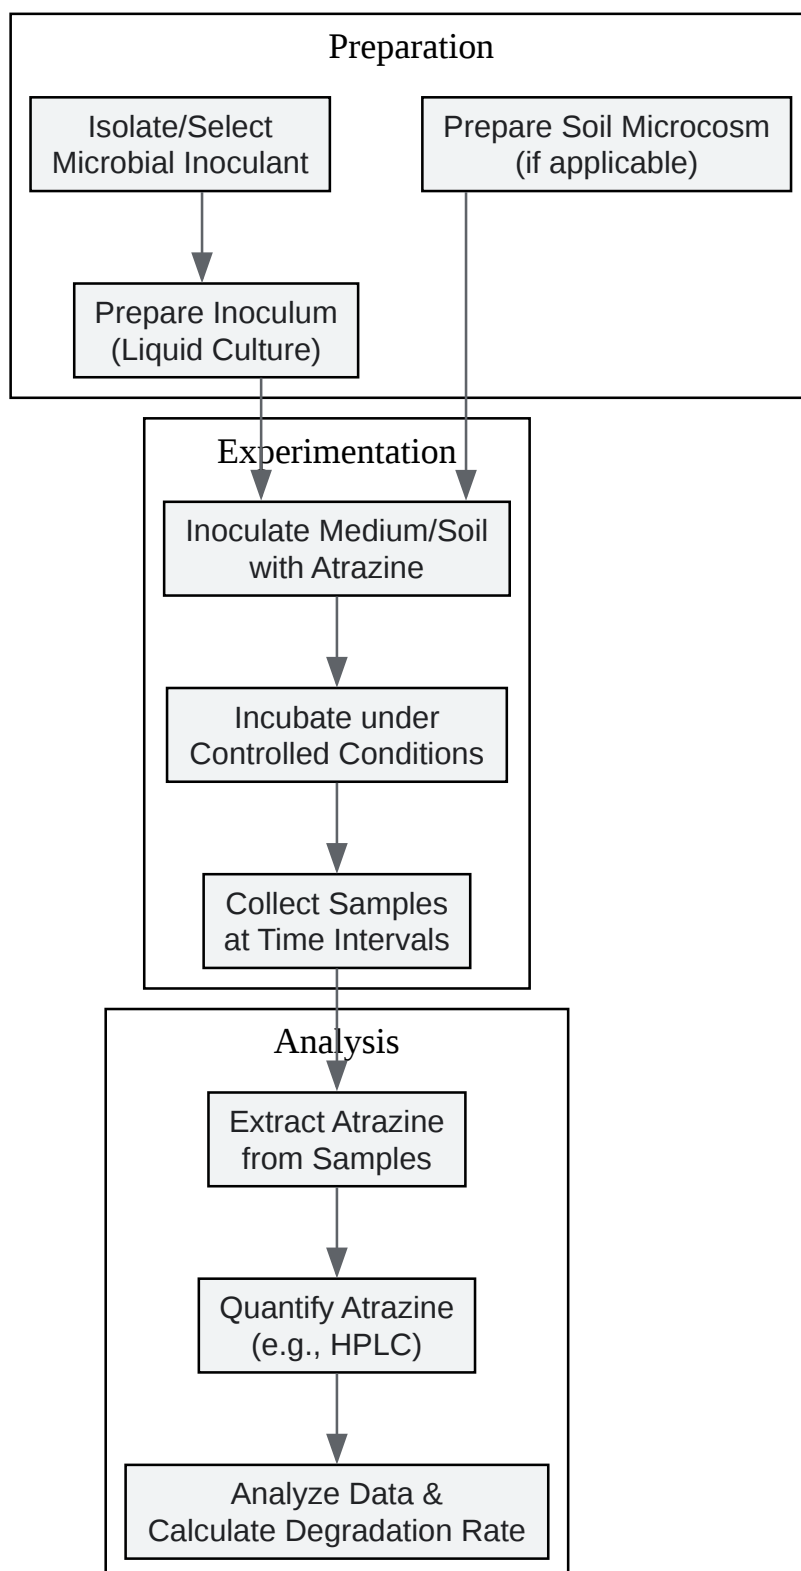 Preparation
Isolate/Select
Microbial Inoculant
Prepare Soil Microcosm
(if applicable)
Prepare Inoculum
(Liquid Culture)
Experimentation
Inoculate Medium/Soil
with Atrazine
Incubate under
Controlled Conditions
Collect Samples
at Time Intervals
Analysis
Extract Atrazine
from Samples
Quantify Atrazine
(e.g., HPLC)
Analyze Data &
Calculate Degradation Rate